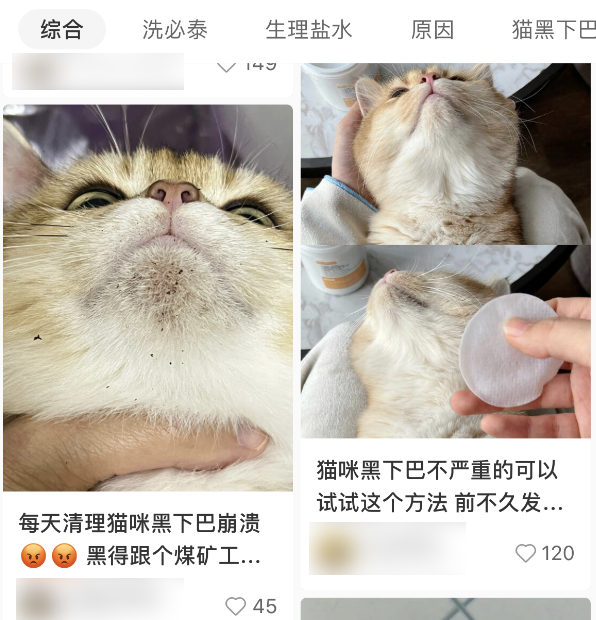 综合
洗必泰
生理盐水
原因
猫黑下巴
149
每天清理猫咪黑下巴崩溃
😡😡 黑得跟个煤矿工...
45
猫咪黑下巴不严重的可以
试试这个方法 前不久发...
120